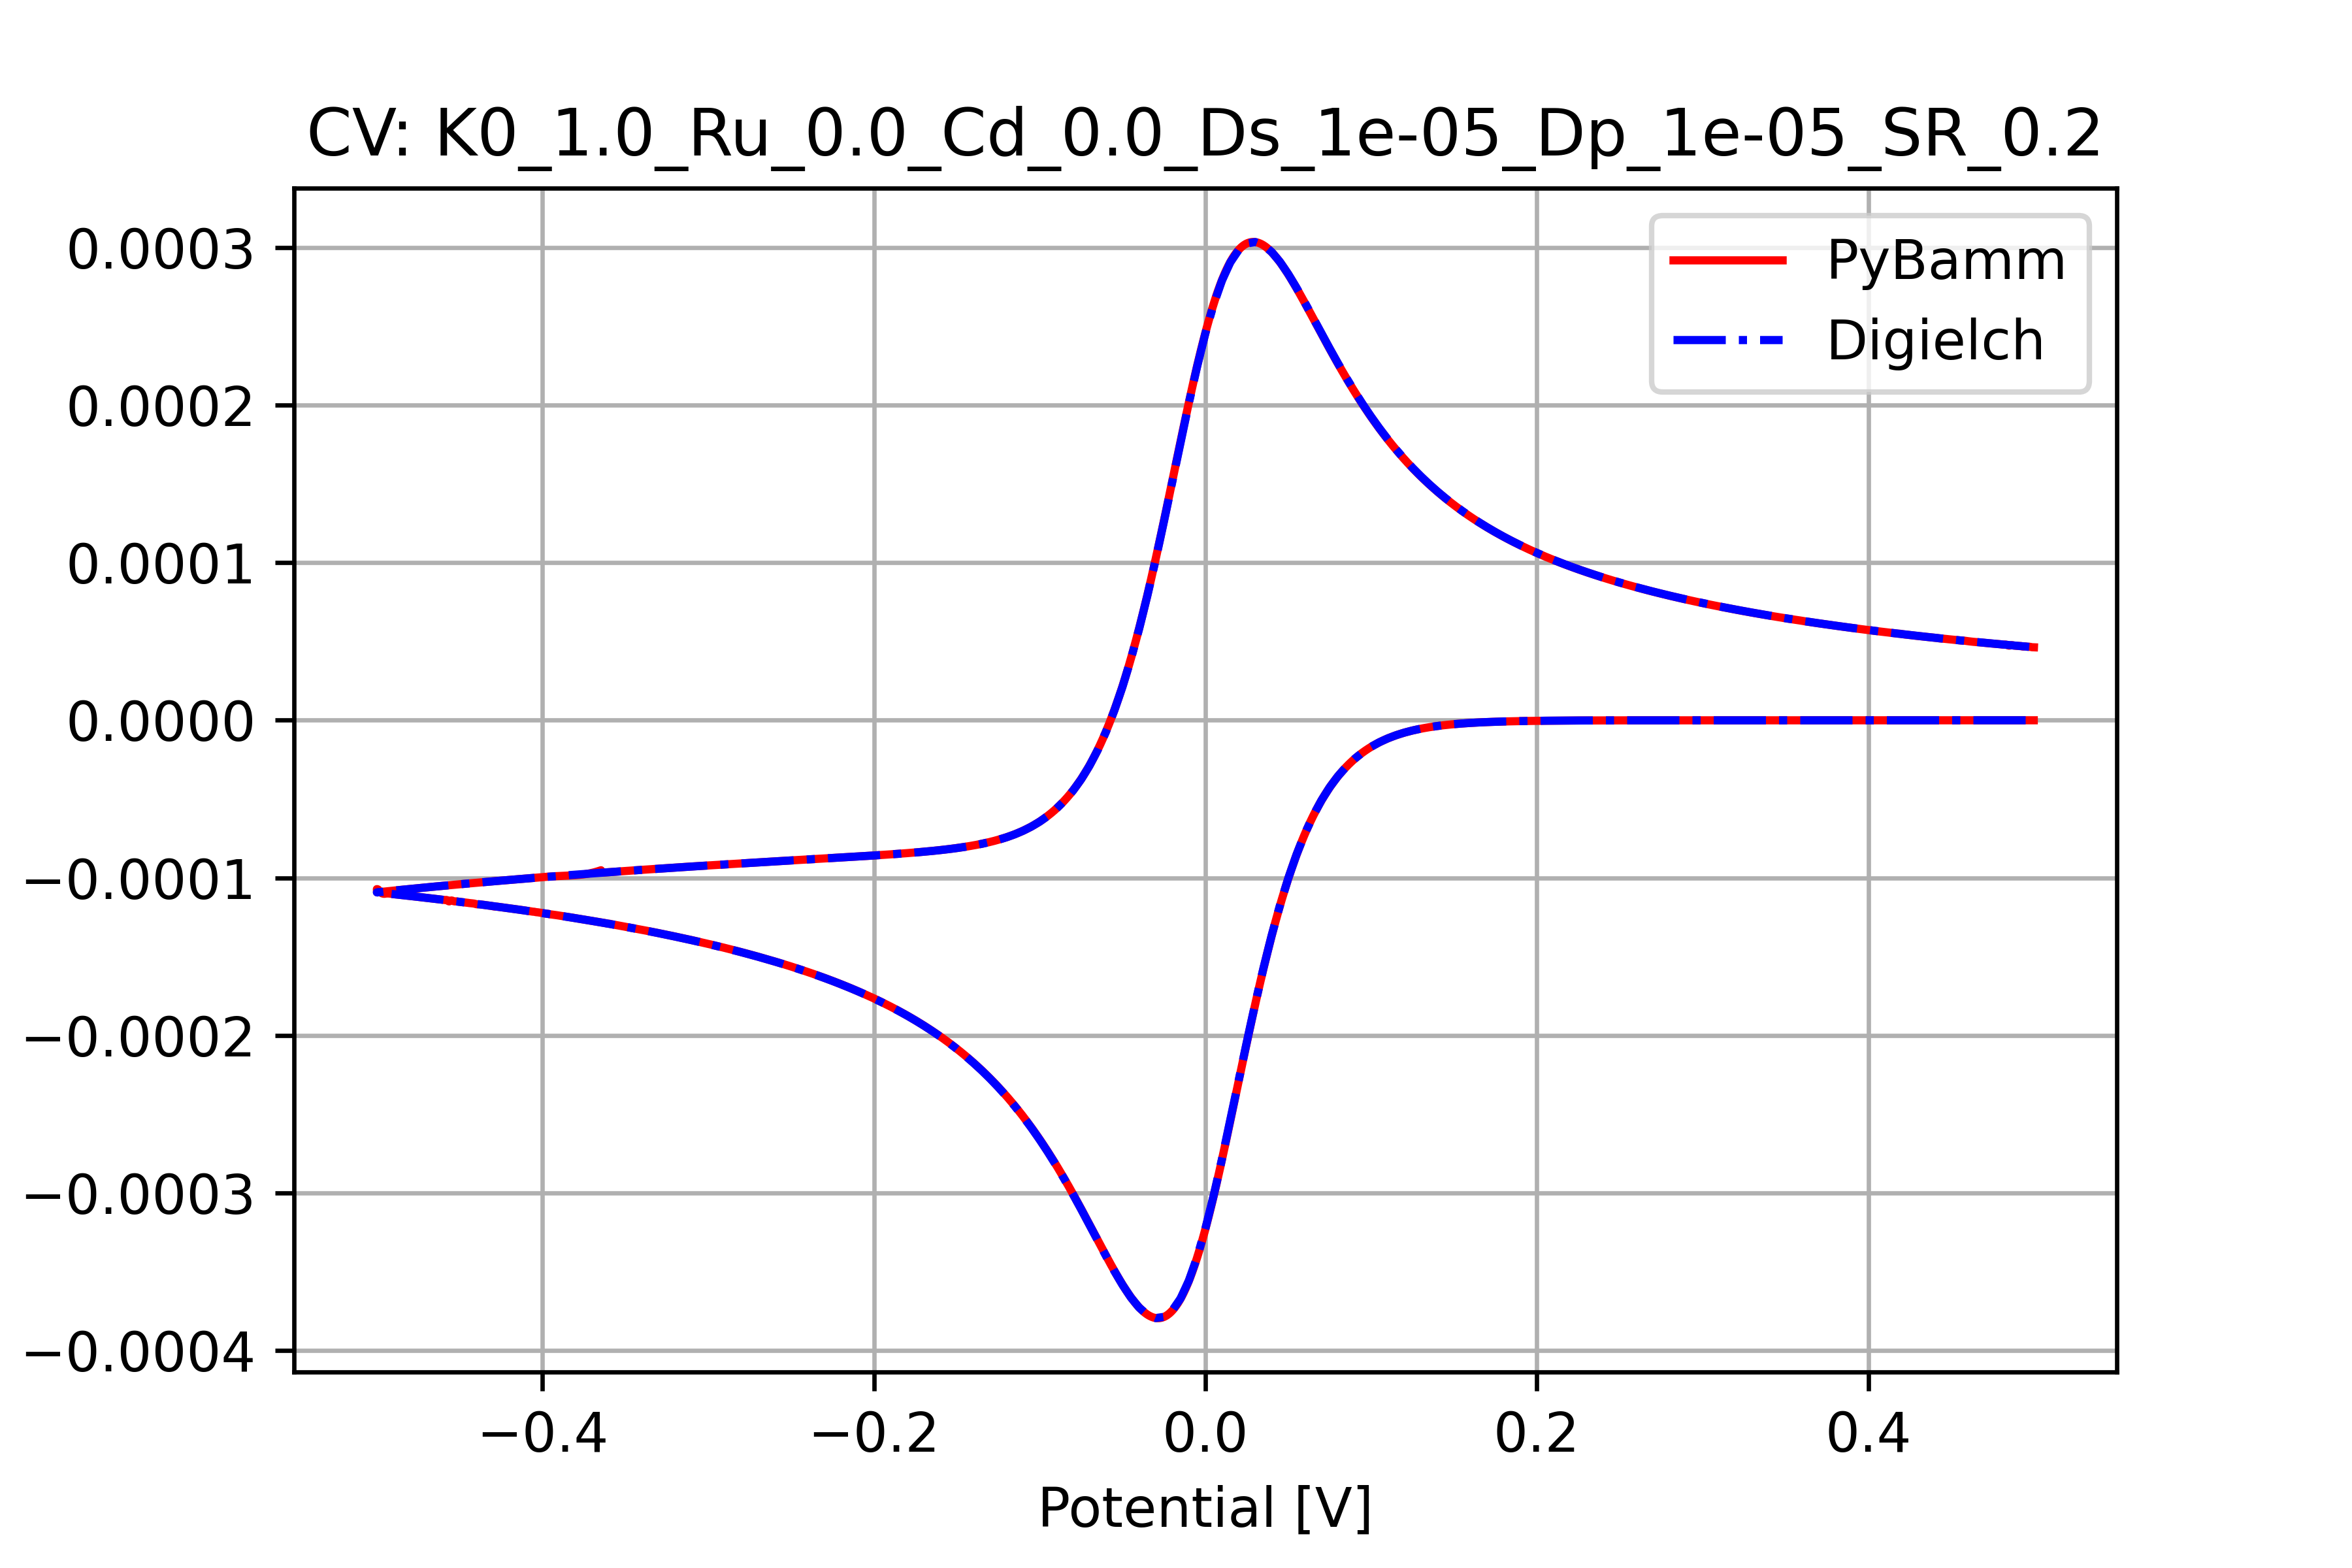 CV: K0_1.0_Ru_0.0_Cd_0.0_Ds_1e-05_Dp_1e-05_SR_0.2
PyBamm
Digielch
0.0003
0.0002
0.0001
0.0000
−0.0001
−0.0002
−0.0003
−0.0004
−0.4 −0.2 0.0 0.2 0.4
Potential [V]